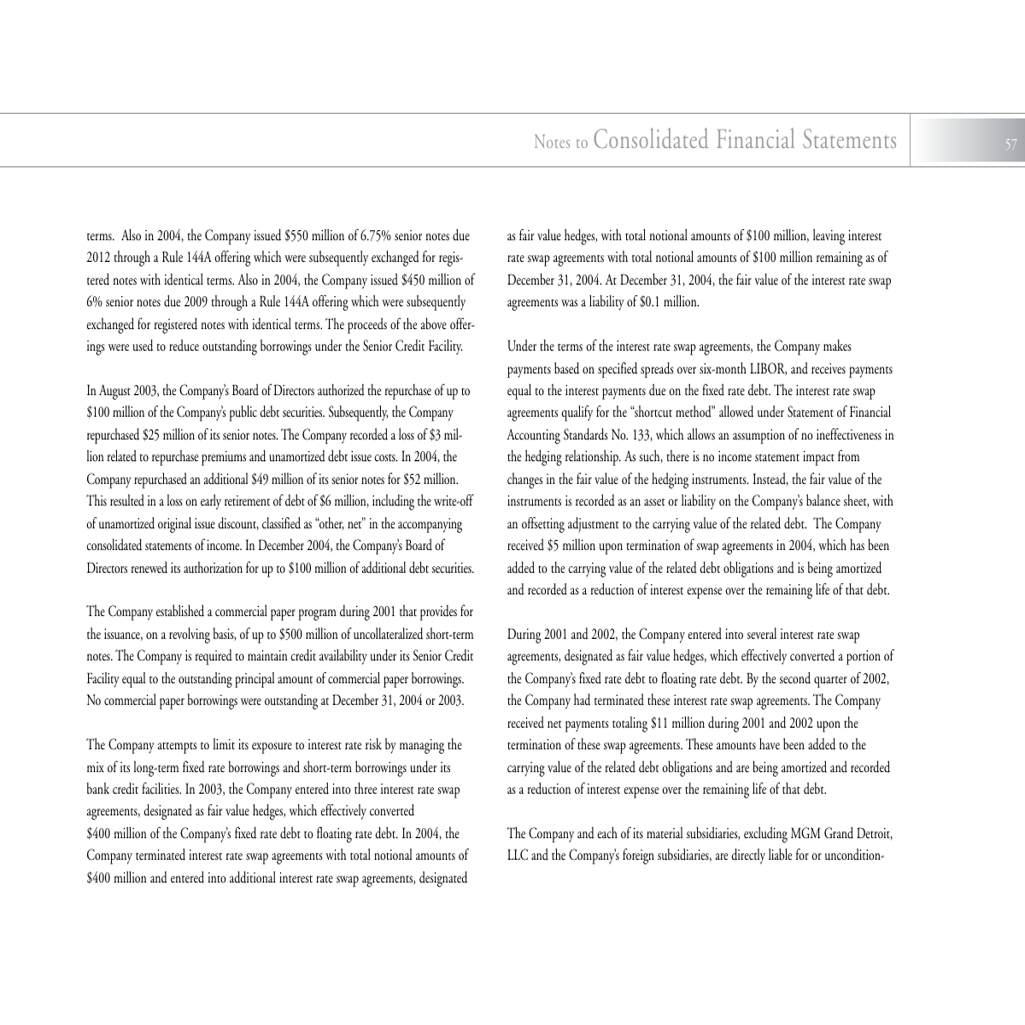 Notes to Consolidated Financial Statements
57
terms.  Also in 2004, the Company issued $550 million of 6.75% senior notes due
2012 through a Rule 144A offering which were subsequently exchanged for regis-
tered notes with identical terms. Also in 2004, the Company issued $450 million of
6% senior notes due 2009 through a Rule 144A offering which were subsequently
exchanged for registered notes with identical terms. The proceeds of the above offer-
ings were used to reduce outstanding borrowings under the Senior Credit Facility.
In August 2003, the Company's Board of Directors authorized the repurchase of up to
$100 million of the Company's public debt securities. Subsequently, the Company
repurchased $25 million of its senior notes. The Company recorded a loss of $3 mil-
lion related to repurchase premiums and unamortized debt issue costs. In 2004, the
Company repurchased an additional $49 million of its senior notes for $52 million.
This resulted in a loss on early retirement of debt of $6 million, including the write-off
of unamortized original issue discount, classified as “other, net” in the accompanying
consolidated statements of income. In December 2004, the Company's Board of
Directors renewed its authorization for up to $100 million of additional debt securities.
The Company established a commercial paper program during 2001 that provides for
the issuance, on a revolving basis, of up to $500 million of uncollateralized short-term
notes. The Company is required to maintain credit availability under its Senior Credit
Facility equal to the outstanding principal amount of commercial paper borrowings.
No commercial paper borrowings were outstanding at December 31, 2004 or 2003.
The Company attempts to limit its exposure to interest rate risk by managing the
mix of its long-term fixed rate borrowings and short-term borrowings under its
bank credit facilities. In 2003, the Company entered into three interest rate swap
agreements, designated as fair value hedges, which effectively converted
$400 million of the Company's fixed rate debt to floating rate debt. In 2004, the
Company terminated interest rate swap agreements with total notional amounts of
$400 million and entered into additional interest rate swap agreements, designated
as fair value hedges, with total notional amounts of $100 million, leaving interest
rate swap agreements with total notional amounts of $100 million remaining as of
December 31, 2004. At December 31, 2004, the fair value of the interest rate swap
agreements was a liability of $0.1 million.
Under the terms of the interest rate swap agreements, the Company makes
payments based on specified spreads over six-month LIBOR, and receives payments
equal to the interest payments due on the fixed rate debt. The interest rate swap
agreements qualify for the “shortcut method” allowed under Statement of Financial
Accounting Standards No. 133, which allows an assumption of no ineffectiveness in
the hedging relationship. As such, there is no income statement impact from
changes in the fair value of the hedging instruments. Instead, the fair value of the
instruments is recorded as an asset or liability on the Company's balance sheet, with
an offsetting adjustment to the carrying value of the related debt.  The Company
received $5 million upon termination of swap agreements in 2004, which has been
added to the carrying value of the related debt obligations and is being amortized
and recorded as a reduction of interest expense over the remaining life of that debt.
During 2001 and 2002, the Company entered into several interest rate swap
agreements, designated as fair value hedges, which effectively converted a portion of
the Company's fixed rate debt to floating rate debt. By the second quarter of 2002,
the Company had terminated these interest rate swap agreements. The Company
received net payments totaling $11 million during 2001 and 2002 upon the
termination of these swap agreements. These amounts have been added to the
carrying value of the related debt obligations and are being amortized and recorded
as a reduction of interest expense over the remaining life of that debt.
The Company and each of its material subsidiaries, excluding MGM Grand Detroit,
LLC and the Company's foreign subsidiaries, are directly liable for or uncondition-